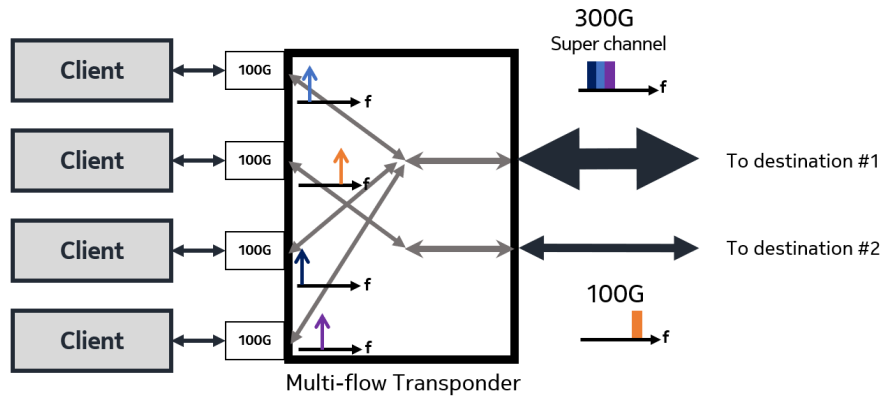 300G
Super channel
f
Client
100G
f
Client
100G
f
To destination #1
Client
100G
f
To destination #2
100G
f
Client
100G
f
Multi-flow Transponder